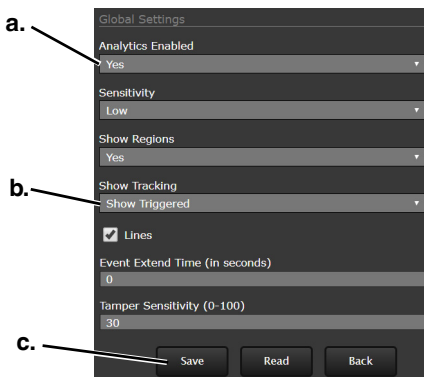 Global Settings
a.
Analytics Enabled
Yes
Sensitivity
Low
Show Regions
Yes
Show Tracking
b.
Show Triggered
Lines
Event Extend Time (in seconds)
0
Tamper Sensitivity (0-100)
30
c.
Save Read Back